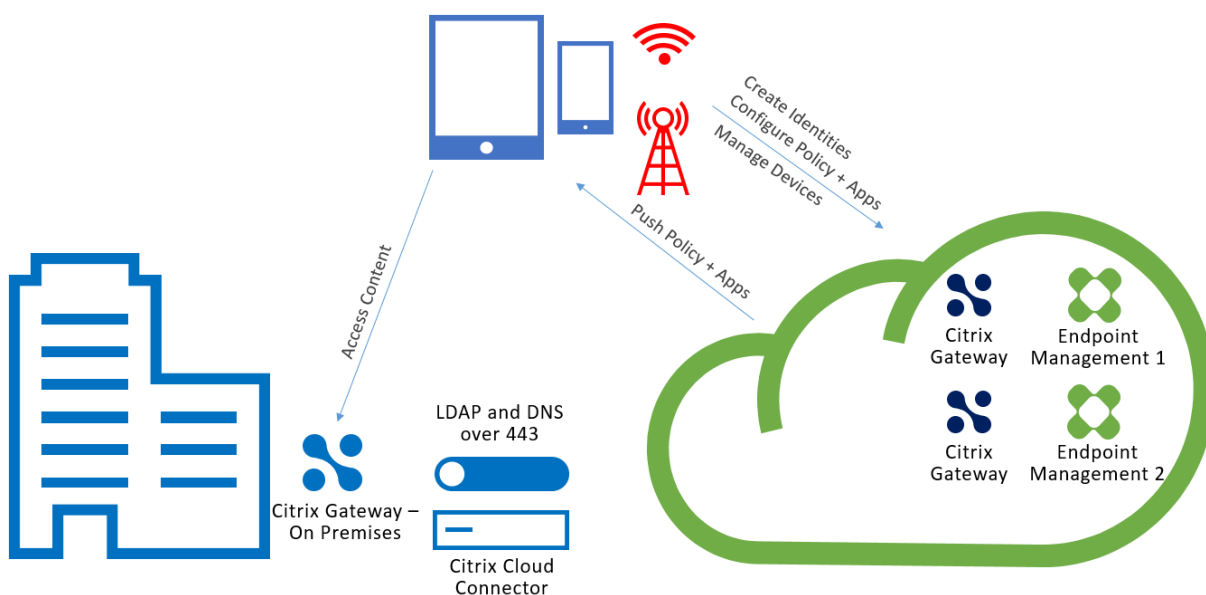 Create Identities
Configure Policy + Apps
Manage Devices
Push Policy + Apps
Access Content
Citrix
Gateway
Endpoint
Management 1
Citrix
Gateway
Endpoint
Management 2
LDAP and DNS
over 443
Citrix Gateway –
On Premises
Citrix Cloud
Connector